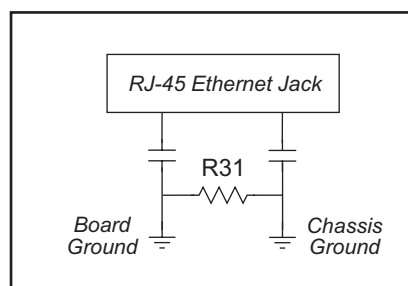 RJ-45 Ethernet Jack
R31
Board
Ground
Chassis
Ground